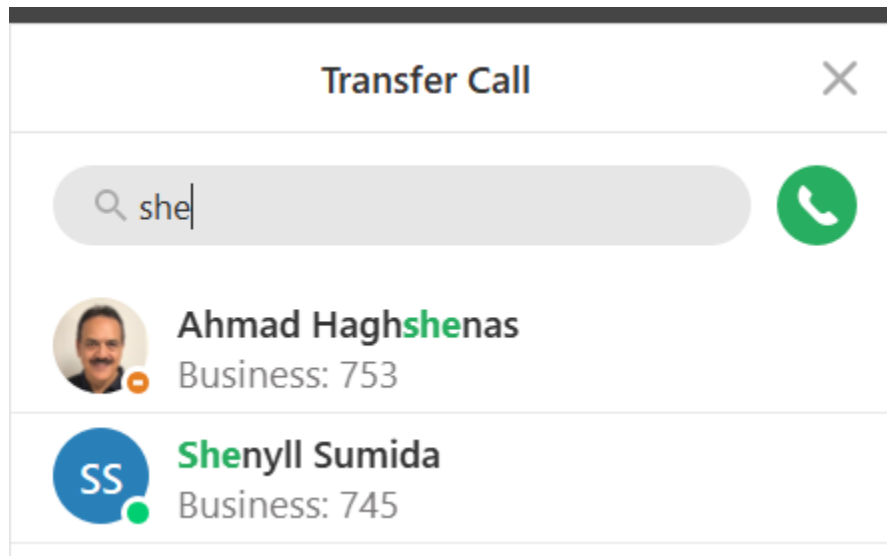 Transfer Call
she
Ahmad Haghshenas
Business: 753
SS
Shenyll Sumida
Business: 745